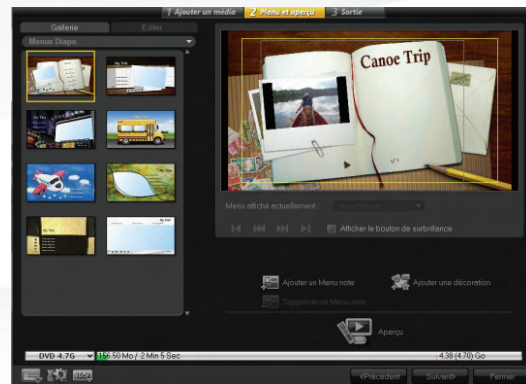 1 Ajouter un média 2 Menu et aperçu 3 Sortie
Gallerie Editer
Menus Diapo
Canoe Trip
Menu affiché actuellement:
Afficher le bouton de surbrillance
Ajouter un Menu note
Ajouter une décoration
Supprimer un Menu note
Aperçu
DVD 4.7G 156.50 Mo / 2 Min 5 Sec 4.38 (4.70) Go
<Précédent Suivant> Fermer